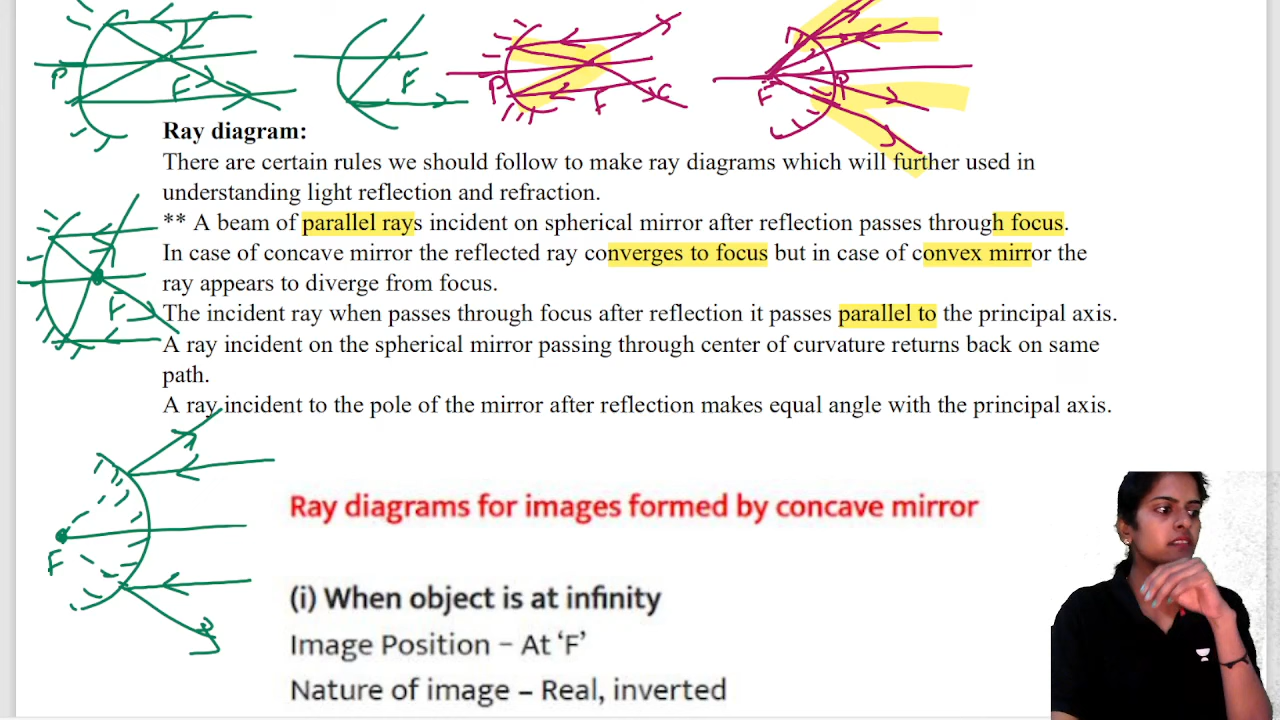 P
F
F
P
F
F
P
Ray diagram:
There are certain rules we should follow to make ray diagrams which will further used in
understanding light reflection and refraction.
** A beam of parallel rays incident on spherical mirror after reflection passes through focus.
In case of concave mirror the reflected ray converges to focus but in case of convex mirror the
ray appears to diverge from focus.
F
The incident ray when passes through focus after reflection it passes parallel to the principal axis.
A ray incident on the spherical mirror passing through center of curvature returns back on same
path.
A ray incident to the pole of the mirror after reflection makes equal angle with the principal axis.
F
Ray diagrams for images formed by concave mirror
(i) When object is at infinity
Image Position – At ‘F’
Nature of image – Real, inverted